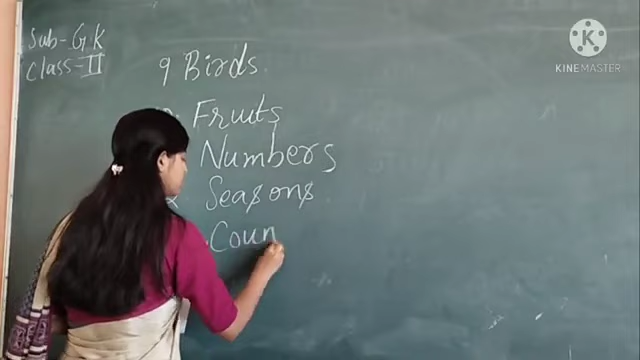 Sub-G.K
Class-II
9 Birds.
Fruits
Numbers
Seasons.
Coun
KINEMASTER